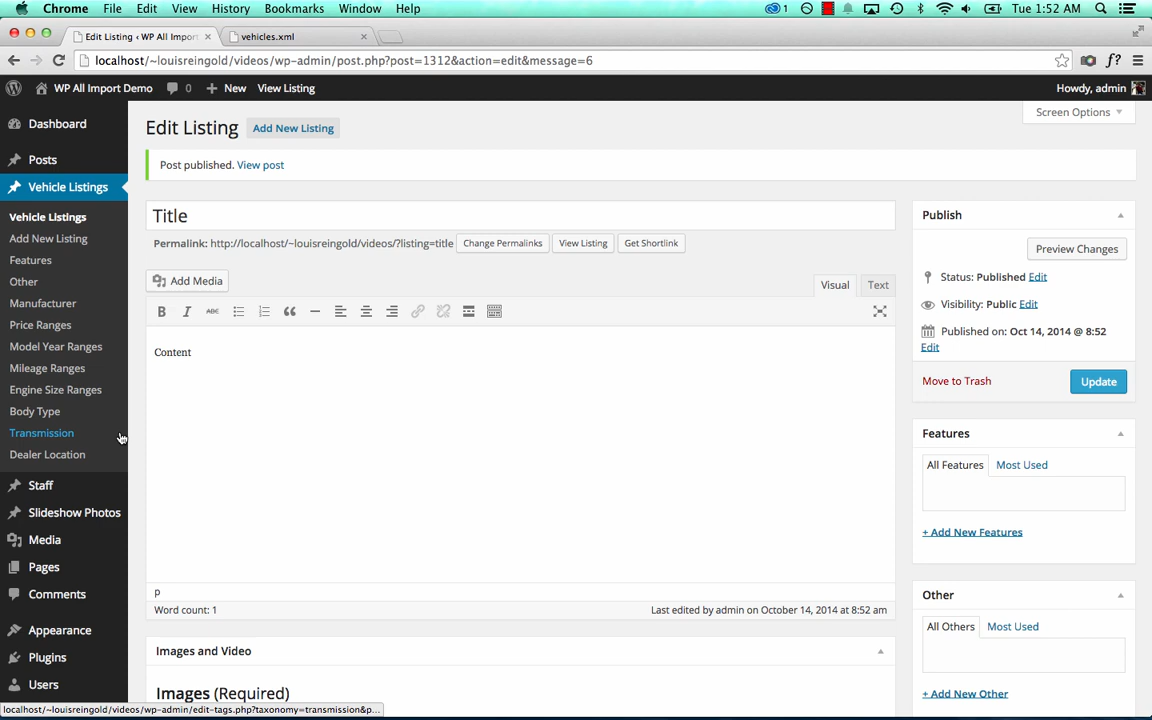 Chrome File Edit View History Bookmarks Window Help 1 Tue 1:52 AM
Edit Listing ‹ WP All Impor × vehicles.xml ×
localhost/~louisreingold/videos/wp-admin/post.php?post=1312&action=edit&message=6 f?
WP All Import Demo 0 + New View Listing Howdy, admin
Screen Options
Dashboard
Posts
Vehicle Listings
Vehicle Listings
Add New Listing
Features
Other
Manufacturer
Price Ranges
Model Year Ranges
Mileage Ranges
Engine Size Ranges
Body Type
Transmission
Dealer Location
Staff
Slideshow Photos
Media
Pages
Comments
Appearance
Plugins
Users
Edit Listing Add New Listing
Post published. View post
Title
Permalink: http://localhost/~louisreingold/videos/?listing=title Change Permalinks View Listing Get Shortlink
Add Media
Visual Text
B I ABC
Content
p
Word count: 1 Last edited by admin on October 14, 2014 at 8:52 am
Images and Video
Images (Required)
Publish
Preview Changes
Status: Published Edit
Visibility: Public Edit
Published on: Oct 14, 2014 @ 8:52
Edit
Move to Trash Update
Features
All Features Most Used
+ Add New Features
Other
All Others Most Used
+ Add New Other
localhost/~louisreingold/videos/wp-admin/edit-tags.php?taxonomy=transmission&p...